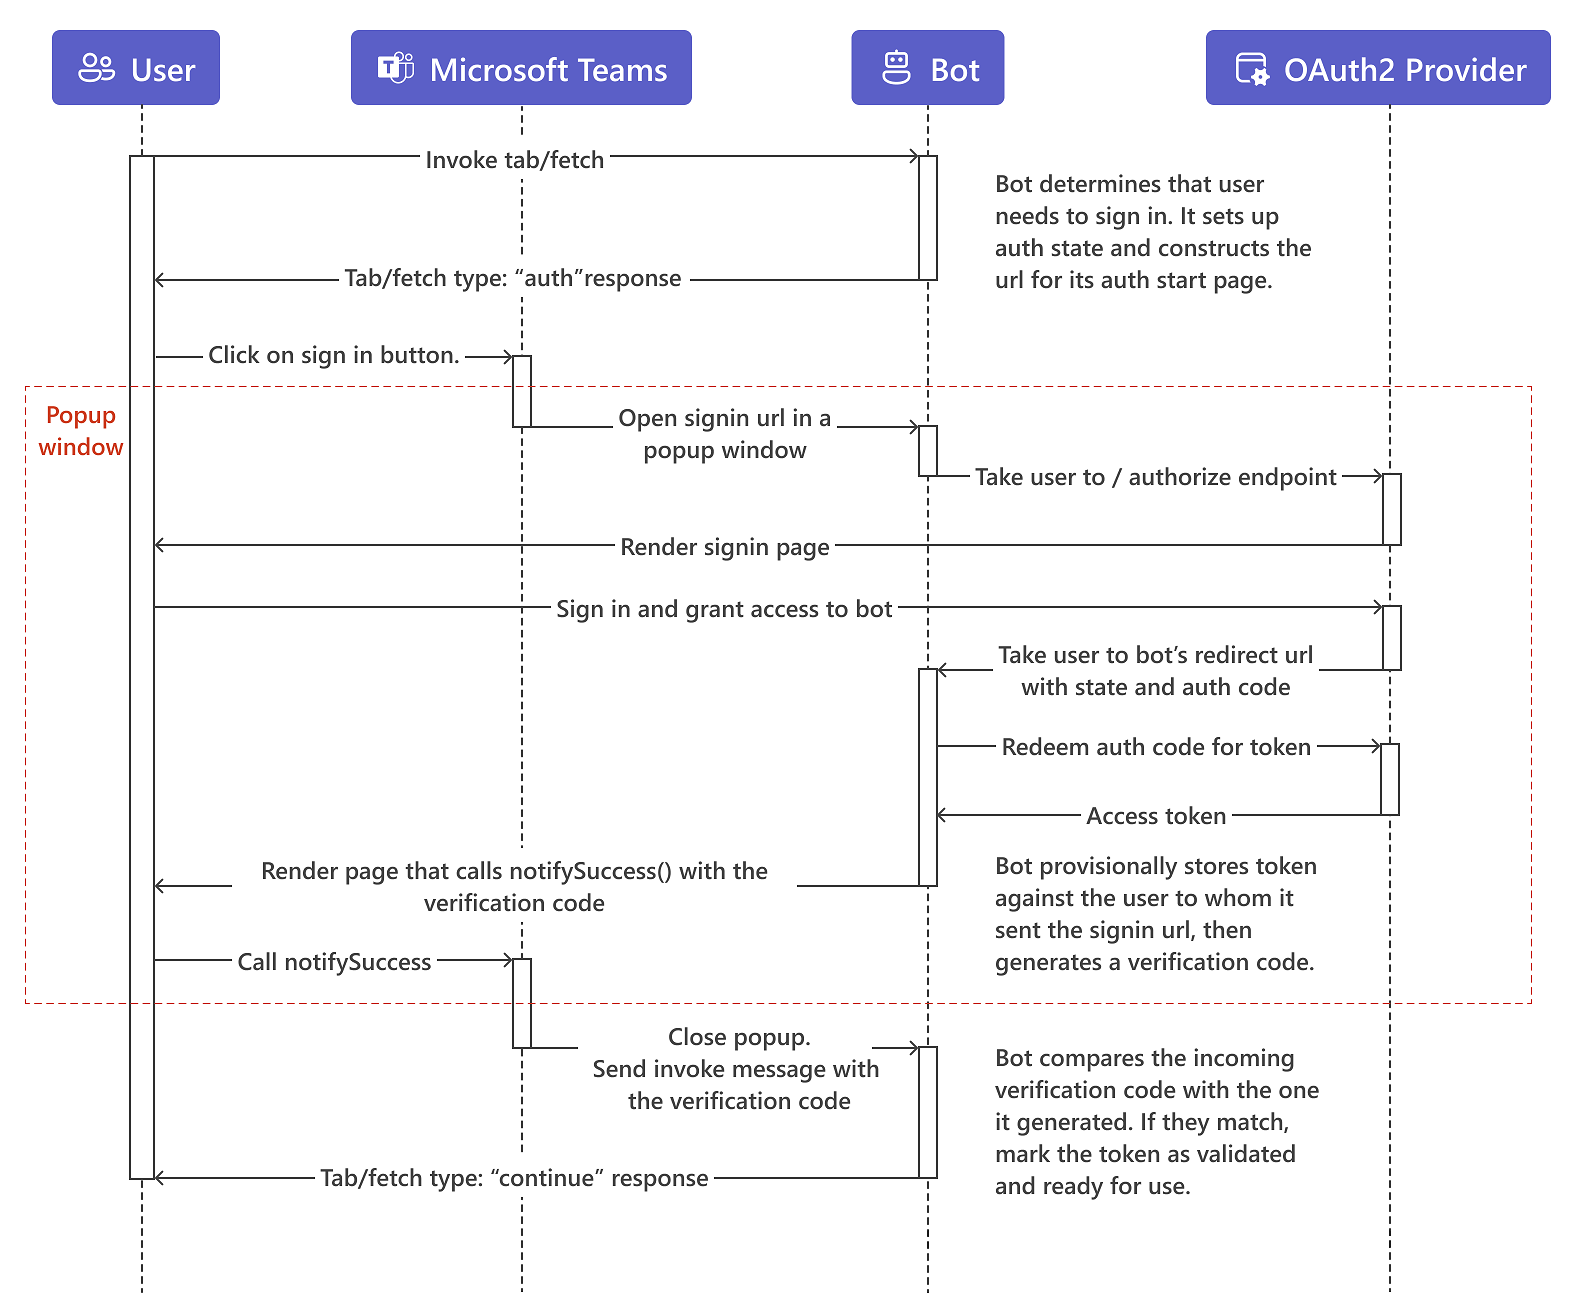 User
Microsoft Teams
Bot
OAuth2 Provider
Invoke tab/fetch
Bot determines that user
needs to sign in. It sets up
auth state and constructs the
url for its auth start page.
Tab/fetch type: “auth”response
Click on sign in button.
Popup
window
Open signin url in a
popup window
Take user to / authorize endpoint
Render signin page
Sign in and grant access to bot
Take user to bot’s redirect url
with state and auth code
Redeem auth code for token
Access token
Render page that calls notifySuccess() with the
verification code
Bot provisionally stores token
against the user to whom it
sent the signin url, then
generates a verification code.
Call notifySuccess
Close popup.
Send invoke message with
the verification code
Bot compares the incoming
verification code with the one
it generated. If they match,
mark the token as validated
and ready for use.
Tab/fetch type: “continue” response